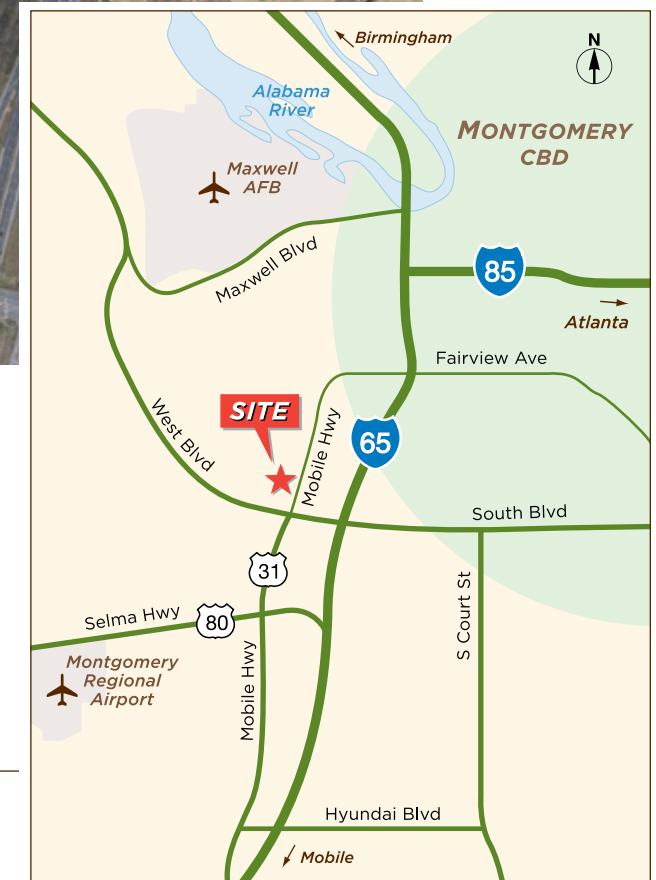 Birmingham
N
Alabama
River
MONTGOMERY
CBD
Maxwell
AFB
Maxwell Blvd
85
Atlanta
Fairview Ave
SITE
West Blvd
Mobile Hwy
65
South Blvd
31
S Court St
Selma Hwy
80
Montgomery
Regional
Airport
Mobile Hwy
Hyundai Blvd
Mobile